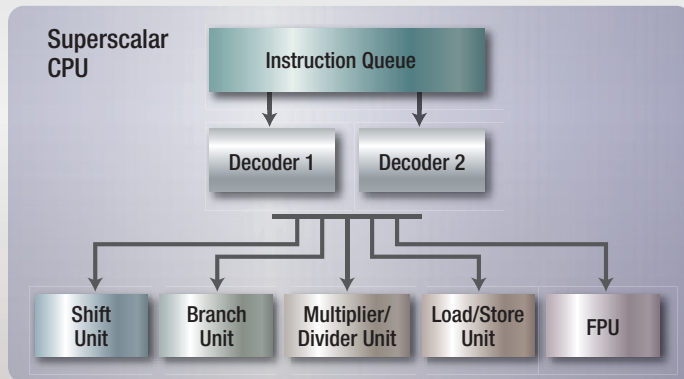 Superscalar
CPU
Instruction Queue
Decoder 1
Decoder 2
Shift
Unit
Branch
Unit
Multiplier/
Divider Unit
Load/Store
Unit
FPU